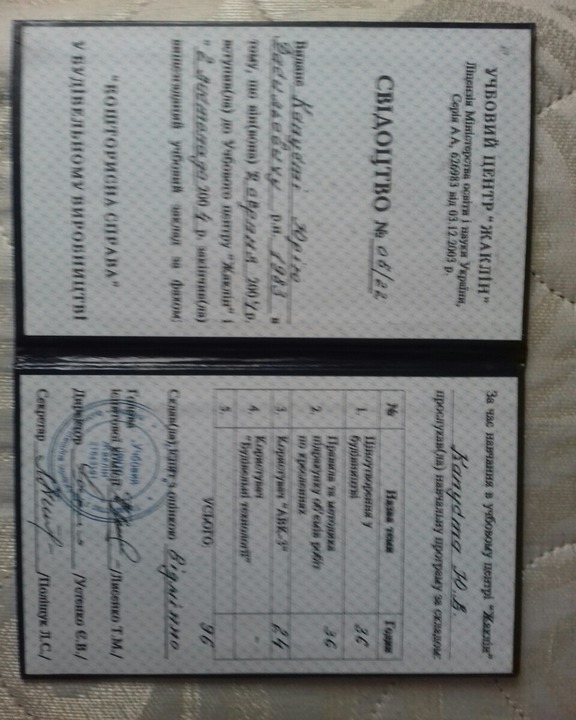 УЧБОВИЙ ЦЕНТР "ЖАКЛІН"
Ліцензія Міністерства освіти і науки України,
Серія АА, 626983 від 03.12.2003 р.
СВІДОЦТВО № 06/22
Видане Капусті Юрію
Васильовичу р.н. 1983 в
тому, що він(вона) серпня 2004р.
вступив(ла) до Учбового центру "Жаклін" і
"2 листопада 2004 р. закінчив(ла)
вищезгаданий учбовий заклад за фахом:
"КОШТОРИСНА СПРАВА"
У БУДІВЕЛЬНОМУ ВИРОБНИЦТВІ
За час навчання в учбовому центрі "Жаклін"
Капуста Ю.В.
прослухав(ла) навчальну програму за складом:
№ Назва теми Годин
1. Ціноутворення у
будівництві 36
2. Правила та методика
підрахунку об'ємів робіт
по кресленнях 36
3. Користувач "АВК-3" 24
4. Користувач
"Будівельні технології" -
5.
УСЬОГО: 96
Склав(ла) іспит з оцінкою Відмінно
Голова
іспитової комісії /Лисенко Т.М./
Директор /Устенко Є.В./
Секретар /Поліщук Л.С./
Учбовий
центр
Жаклін